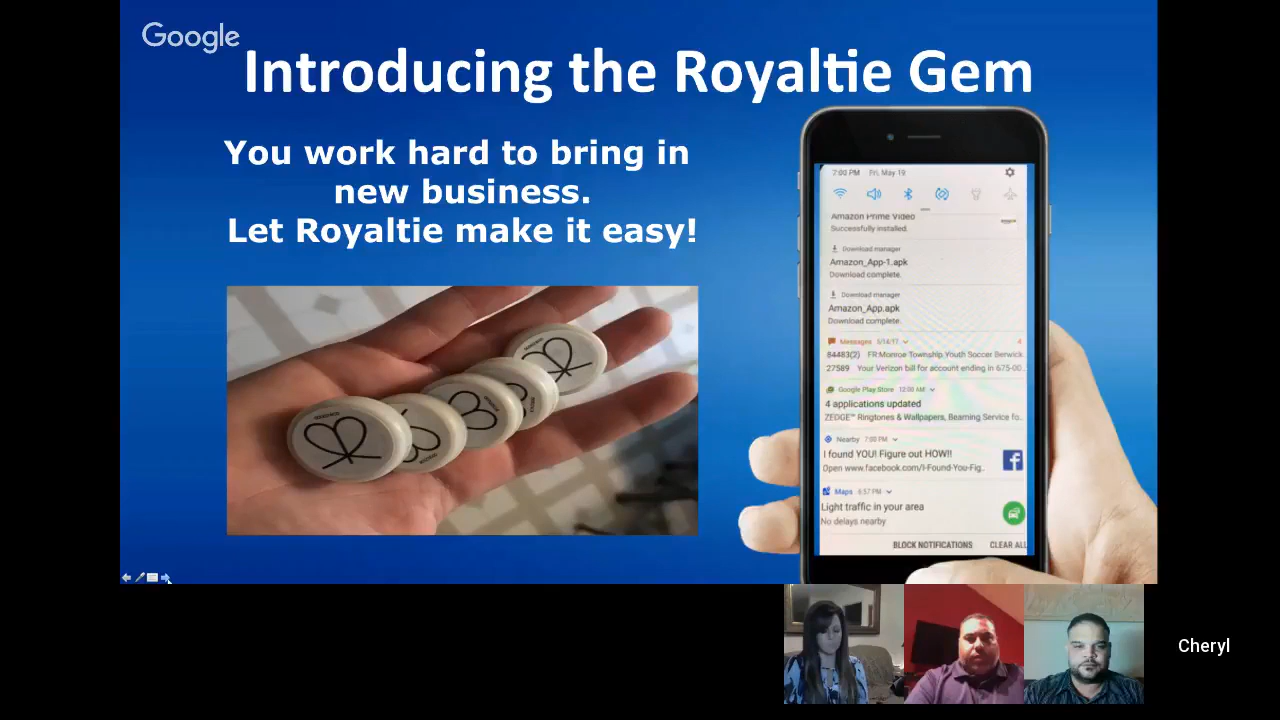 Google
Introducing the Royaltie Gem
You work hard to bring in
new business.
Let Royaltie make it easy!
7:00 PM Fri, May 19
Amazon Prime Video
Successfully installed.
Download manager
Amazon_App-1.apk
Download complete.
Download manager
Amazon_App.apk
Download complete.
Messages 5/14/17 4
84483(2) FR:Monroe Township Youth Soccer Berwick
27589 Your Verizon bill for account ending in 675-00..
Google Play Store 12:00 AM
4 applications updated
ZEDGE™ Ringtones & Wallpapers, Beaming Service fo..
Nearby 7:00 PM
I found YOU! Figure out HOW!!
Open www.facebook.com/I-Found-You-Fig..
Maps 6:57 PM
Light traffic in your area
No delays nearby
BLOCK NOTIFICATIONS CLEAR ALL
Cheryl